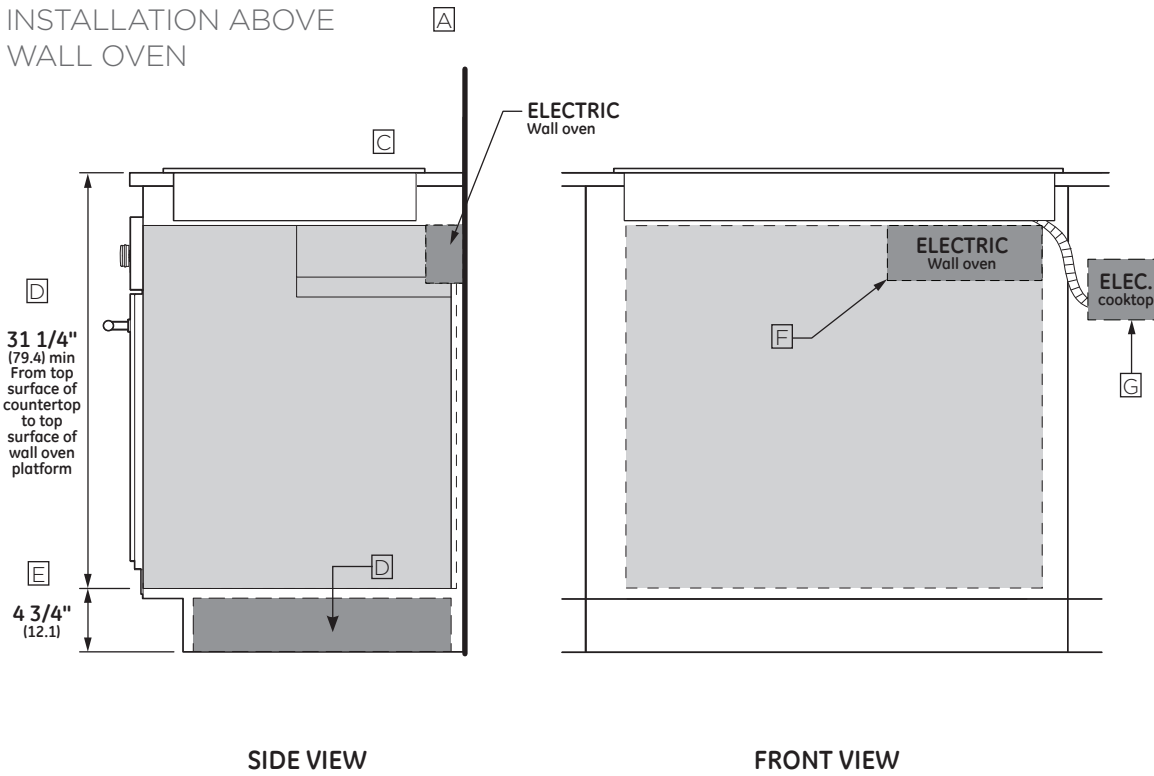 INSTALLATION ABOVE
WALL OVEN
A
C
ELECTRIC
Wall oven
D
31 1/4"
(79.4) min
From top
surface of
countertop
to top
surface of
wall oven
platform
E
4 3/4"
(12.1)
D
SIDE VIEW
ELECTRIC
Wall oven
F
ELEC.
cooktop
G
FRONT VIEW